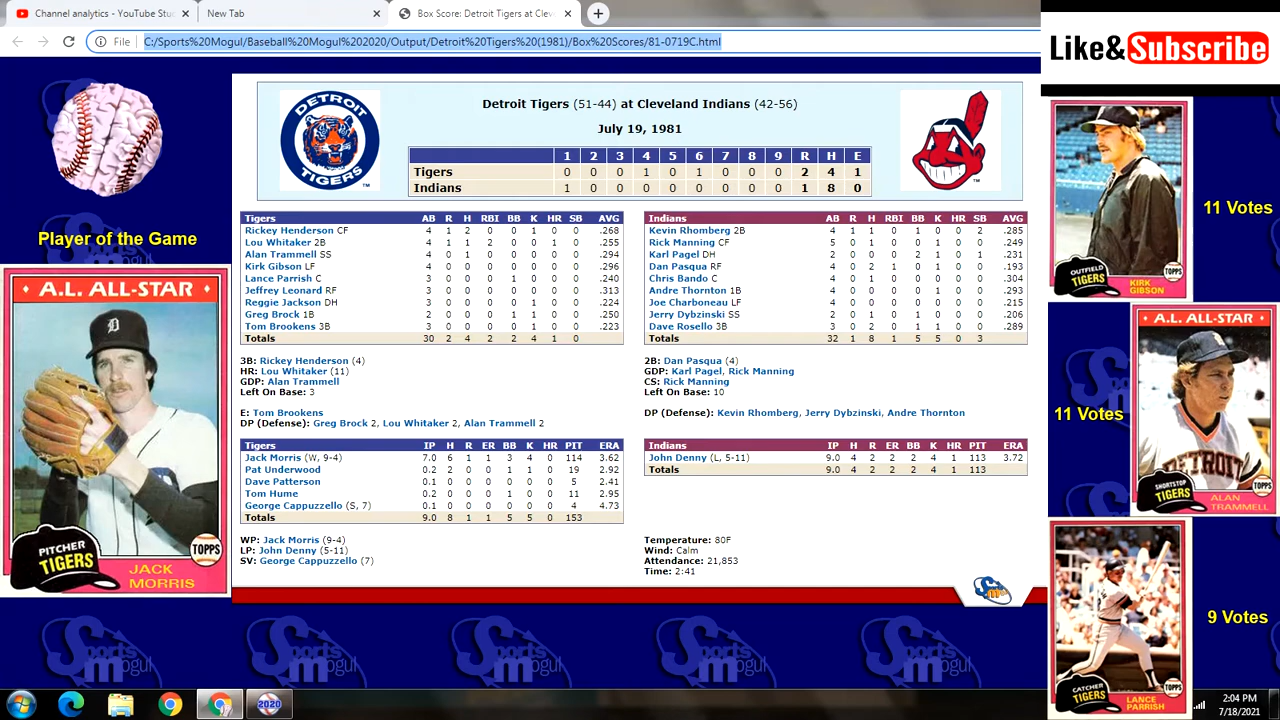 Channel analytics - YouTube Stu
New Tab
Box Score: Detroit Tigers at Clev
File C:/Sports%20Mogul/Baseball%20Mogul%202020/Output/Detroit%20Tigers%20(1981)/Box%20Scores/81-0719C.html
Like& Subscribe
Detroit Tigers (51-44) at Cleveland Indians (42-56)
July 19, 1981
DETROIT TIGERS
1 2 3 4 5 6 7 8 9 R H E
Tigers 0 0 0 1 0 1 0 0 0 2 4 1
Indians 1 0 0 0 0 0 0 0 0 1 8 0
Player of the Game
A.L. ALL-STAR
D
PITCHER
TIGERS
TOPPS
JACK
MORRIS
Tigers AB R H RBI BB K HR SB AVG
Rickey Henderson CF 4 1 2 0 0 1 0 0 .268
Lou Whitaker 2B 4 1 1 2 0 0 1 0 .255
Alan Trammell SS 4 0 1 0 0 0 0 0 .294
Kirk Gibson LF 4 0 0 0 0 0 0 0 .296
Lance Parrish C 3 0 0 0 1 0 0 0 .240
Jeffrey Leonard RF 3 0 0 0 0 0 0 0 .313
Reggie Jackson DH 3 0 0 0 0 1 0 0 .224
Greg Brock 1B 2 0 0 0 1 1 0 0 .250
Tom Brookens 3B 3 0 0 0 0 1 0 0 .223
Totals 30 2 4 2 2 4 1 0
3B: Rickey Henderson (4)
HR: Lou Whitaker (11)
GDP: Alan Trammell
Left On Base: 3
E: Tom Brookens
DP (Defense): Greg Brock 2, Lou Whitaker 2, Alan Trammell 2
Indians AB R H RBI BB K HR SB AVG
Kevin Rhomberg 2B 4 1 1 0 1 0 0 2 .285
Rick Manning CF 5 0 1 0 0 0 0 0 .249
Karl Pagel DH 2 0 0 0 2 1 0 1 .231
Dan Pasqua RF 4 0 2 1 0 1 0 0 .193
Chris Bando C 4 0 1 0 0 0 0 0 .304
Andre Thornton 1B 4 0 0 0 0 1 0 0 .293
Joe Charboneau LF 4 0 0 0 0 0 0 0 .215
Jerry Dybzinski SS 2 0 1 0 1 1 0 0 .206
Dave Rosello 3B 3 0 2 0 1 1 0 0 .289
Totals 32 1 8 1 5 5 0 3
2B: Dan Pasqua (4)
GDP: Karl Pagel, Rick Manning
CS: Rick Manning
Left On Base: 10
DP (Defense): Kevin Rhomberg, Jerry Dybzinski, Andre Thornton
Tigers IP H R ER BB K HR PIT ERA
Jack Morris (W, 9-4) 7.0 6 1 1 3 4 0 114 3.62
Pat Underwood 0.2 2 0 0 1 1 0 19 2.92
Dave Patterson 0.1 0 0 0 0 0 0 5 2.41
Tom Hume 0.2 0 0 0 1 0 0 11 2.95
George Cappuzzello (S, 7) 0.1 0 0 0 0 0 0 4 4.73
Totals 9.0 8 1 1 5 5 0 153
WP: Jack Morris (9-4)
LP: John Denny (5-11)
SV: George Cappuzzello (7)
Indians IP H R ER BB K HR PIT ERA
John Denny (L, 5-11) 9.0 4 2 2 2 4 1 113 3.72
Totals 9.0 4 2 2 2 4 1 113
Temperature: 80F
Wind: Calm
Attendance: 21,853
Time: 2:41
OUTFIELD
TIGERS
KIRK
GIBSON
TOPPS
11 Votes
A.L. ALL-STAR
DETROIT
SHORTSTOP
TIGERS
ALAN
TRAMMELL
TOPPS
11 Votes
CATCHER
TIGERS
LANCE
PARRISH
TOPPS
9 Votes
Sports Mogul
Sports Mogul
Sports Mogul
Sports Mogul
Sports Mogul
2020
2:04 PM
7/18/2021